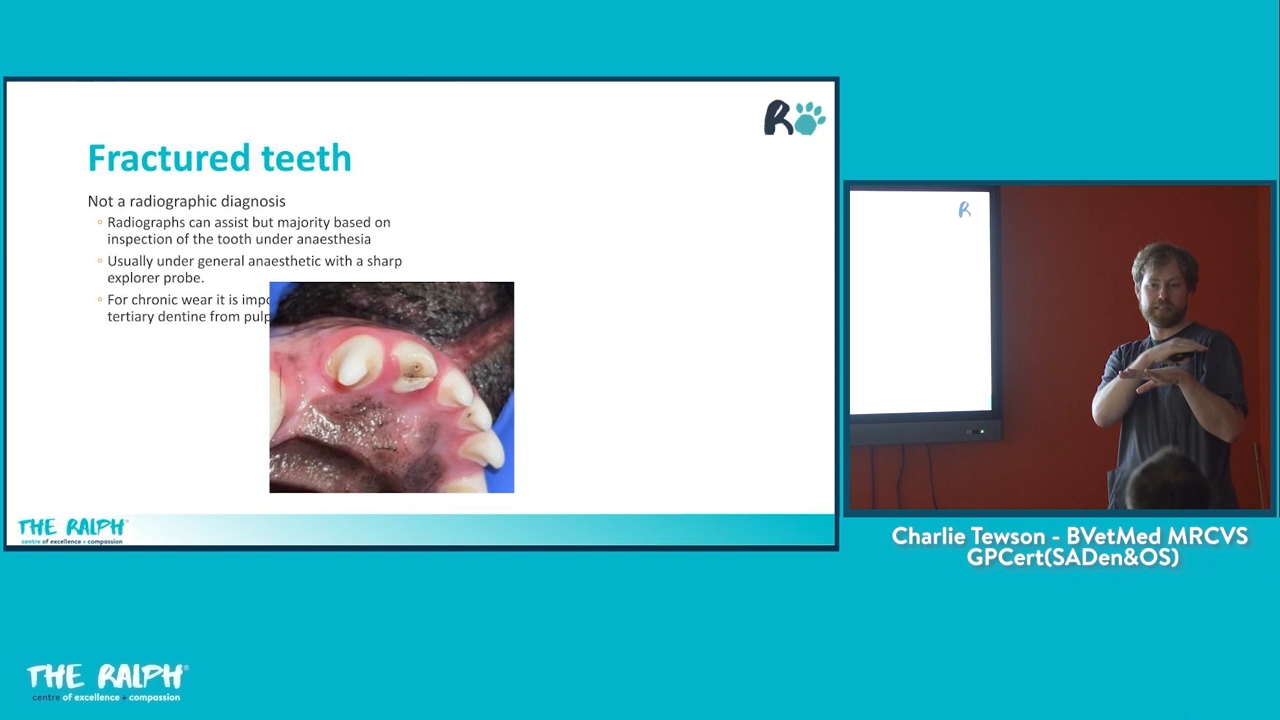 R
Fractured teeth
Not a radiographic diagnosis
Radiographs can assist but majority based on
inspection of the tooth under anaesthesia
Usually under general anaesthetic with a sharp
explorer probe.
For chronic wear it is
tertiary dentine from
THE RALPH®
centre of excellence + compassion
R
Charlie Tewson - BVetMed MRCVS
GPCert(SADen&OS)
THE RALPH®
centre of excellence + compassion